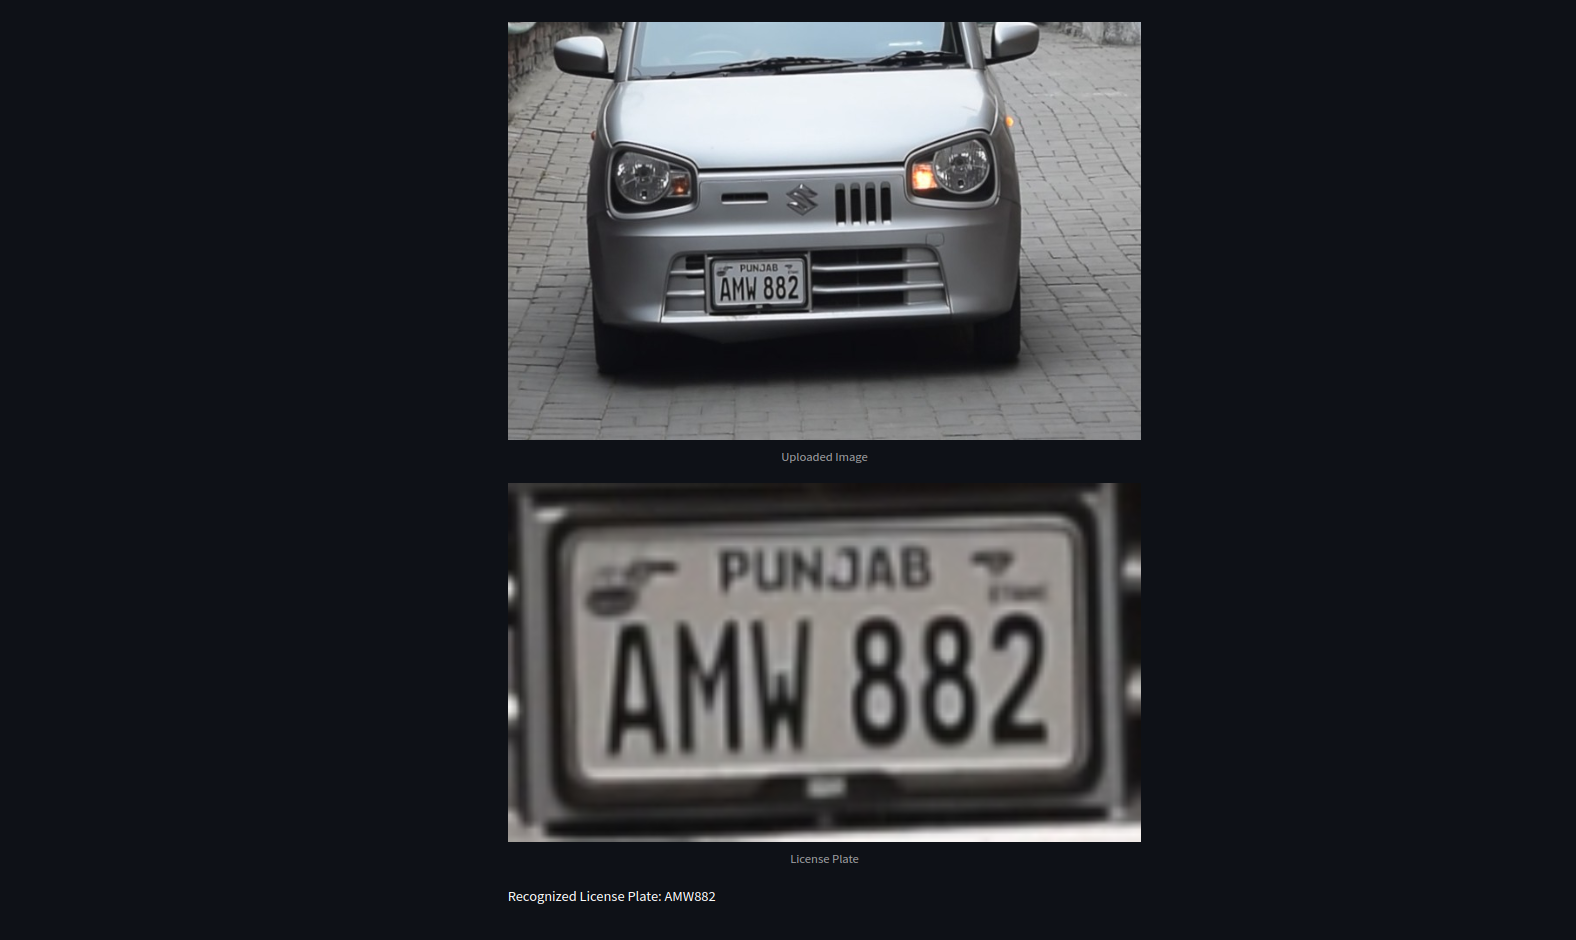 PUNJAB
AMW 882
Uploaded Image
PUNJAB
AMW 882
License Plate
Recognized License Plate: AMW882